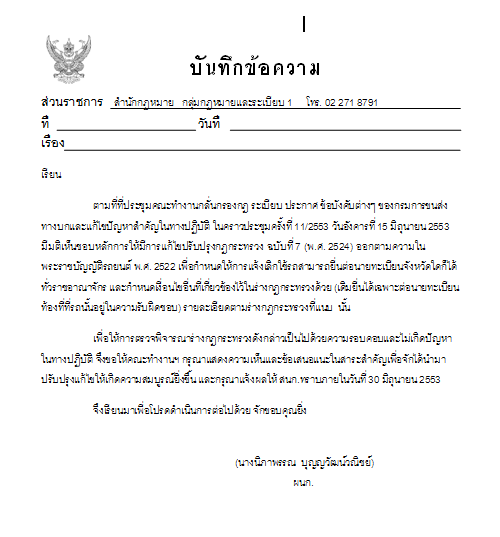 บันทึกข้อความ
ส่วนราชการ สำนักกฎหมาย กลุ่มกฎหมายและระเบียบ 1 โทร. 02 271 8791
ที่ วันที่
เรื่อง
เรียน
ตามที่ที่ประชุมคณะทำงานกลั่นกรองกฎ ระเบียบ ประกาศ ข้อบังคับต่างๆ ของกรมการขนส่ง
ทางบกและแก้ไขปัญหาสำคัญในทางปฏิบัติ ในคราวประชุมครั้งที่ 11/2553 วันอังคารที่ 15 มิถุนายน 2553
มีมติเห็นชอบหลักการให้มีการแก้ไขปรับปรุงกฎกระทรวง ฉบับที่ 7 (พ.ศ. 2524) ออกตามความใน
พระราชบัญญัติรถยนต์ พ.ศ. 2522 เพื่อกำหนดให้การแจ้งเลิกใช้รถสามารถยื่นต่อนายทะเบียนจังหวัดใดก็ได้
ทั่วราชอาณาจักร และกำหนดเงื่อนไขอื่นที่เกี่ยวข้องไว้ในร่างกฎกระทรวงด้วย (เดิมยื่นได้เฉพาะต่อนายทะเบียน
ท้องที่ที่รถนั้นอยู่ในความรับผิดชอบ) รายละเอียดตามร่างกฎกระทรวงที่แนบ นั้น
เพื่อให้การตรวจพิจารณาร่างกฎกระทรวงดังกล่าวเป็นไปด้วยความรอบคอบและไม่เกิดปัญหา
ในทางปฏิบัติ จึงขอให้คณะทำงานฯ กรุณาแสดงความเห็นและข้อเสนอแนะในสาระสำคัญเพื่อจักได้นำมา
ปรับปรุงแก้ไขให้เกิดความสมบูรณ์ยิ่งขึ้น และกรุณาแจ้งผลให้ สนก.ทราบภายในวันที่ 30 มิถุนายน 2553
จึงเรียนมาเพื่อโปรดดำเนินการต่อไปด้วย จักขอบคุณยิ่ง
(นางนิภาพรรณ บุญญวัฒน์วณิชย์)
ผนก.